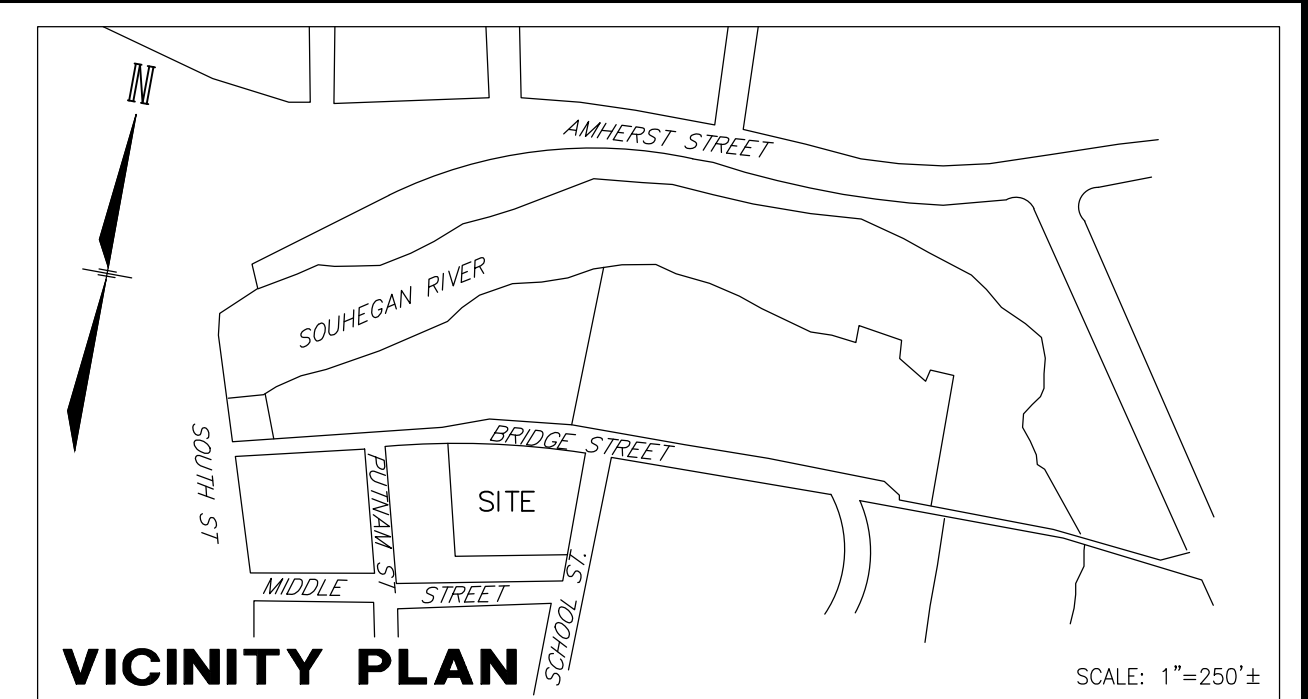 N
AMHERST STREET
SOUHEGAN RIVER
SOUTH ST
PUTNAM ST
BRIDGE STREET
SITE
MIDDLE STREET
SCHOOL ST.
VICINITY PLAN
SCALE: 1"=250'±